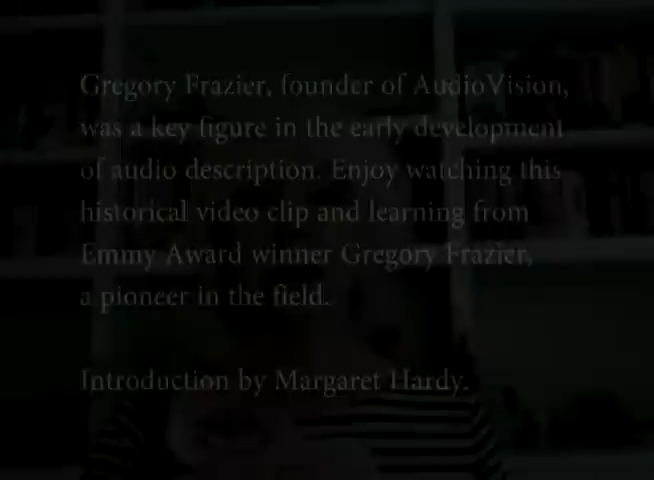 Gregory Frazier, founder of AudioVision,
was a key figure in the early development
of audio description. Enjoy watching this
historical video clip and learning from
Emmy Award winner Gregory Frazier,
a pioneer in the field.
Introduction by Margaret Hardy.